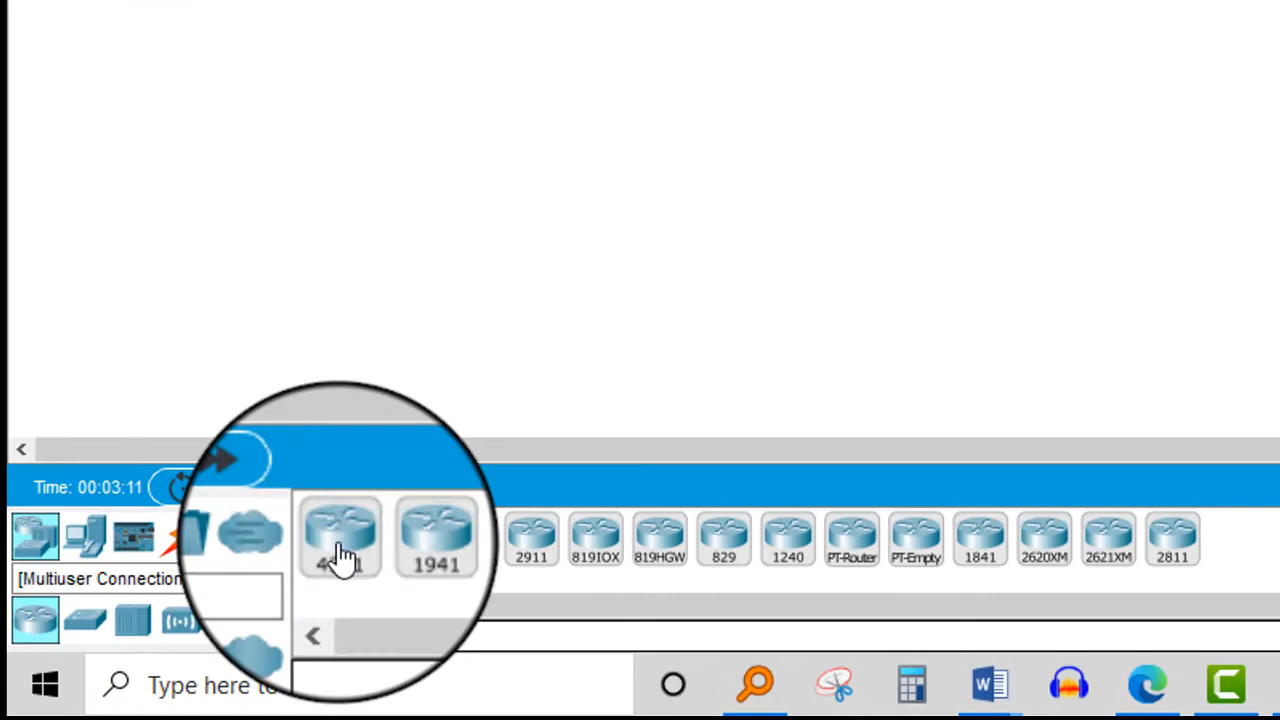 Time: 00:03:11
1941
2911
819IOX
819HGW
829
1240
PT-Router
PT-Empty
1841
2620XM
2621XM
2811
[Multiuser Connection
Type here